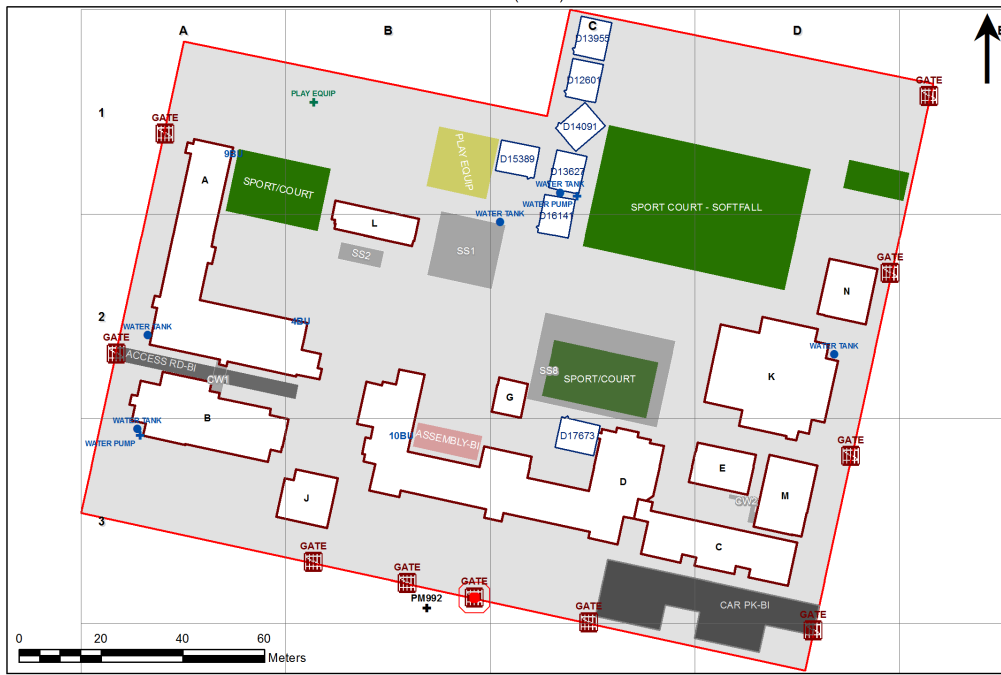 A
B
C
D
D13955
D12601
GATE
PLAY EQUIP
1
GATE
D14091
9BU
A
SPORT/COURT
PLAY EQUIP
D15389
D13627
WATER TANK
WATER PUMP
SPORT COURT - SOFTFALL
WATER TANK
D16141
L
SS2
SS1
GATE
N
2
4BU
WATER TANK
GATE
ACCESS RD-BI
CW1
SS8
SPORT/COURT
WATER TANK
K
G
B
WATER TANK
WATER PUMP
10BU
ASSEMBLY-BI
D17673
GATE
E
M
D
CW2
J
3
C
GATE
GATE
GATE
PM992
GATE
CAR PK-BI
GATE
0
20
40
60
Meters